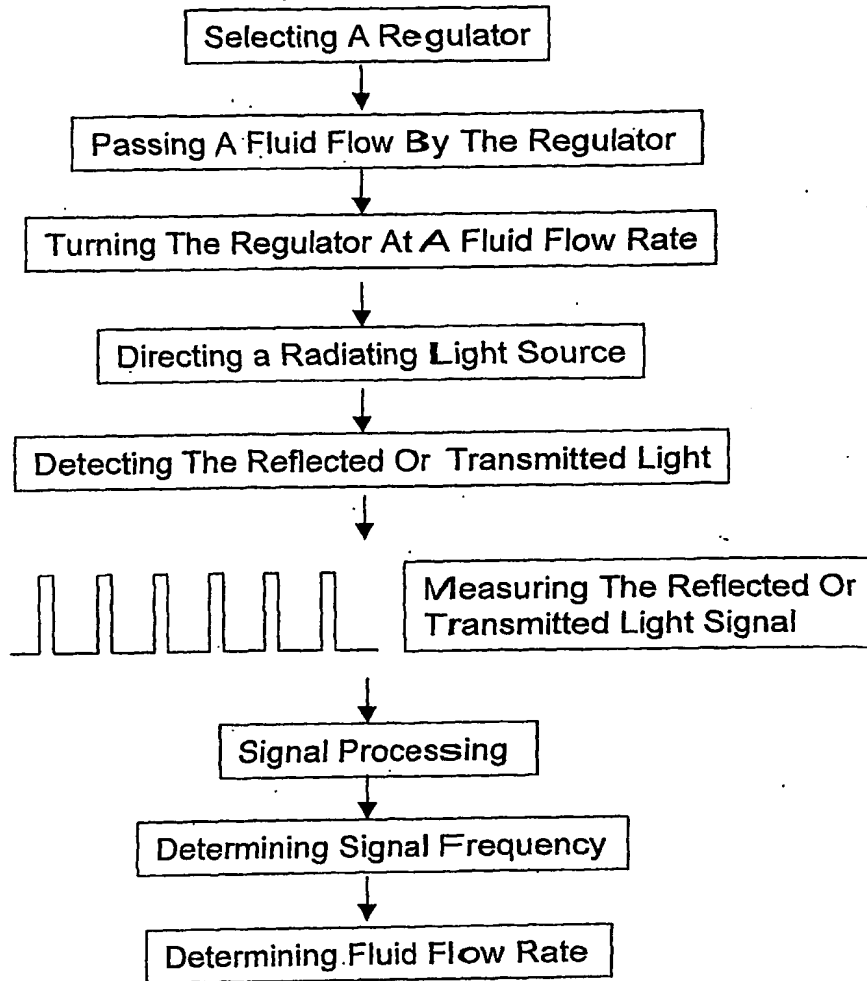 Selecting A Regulator
Passing A Fluid Flow By The Regulator
Turning The Regulator At A Fluid Flow Rate
Directing a Radiating Light Source
Detecting The Reflected Or Transmitted Light
Measuring The Reflected Or
Transmitted Light Signal
Signal Processing
Determining Signal Frequency
Determining Fluid Flow Rate